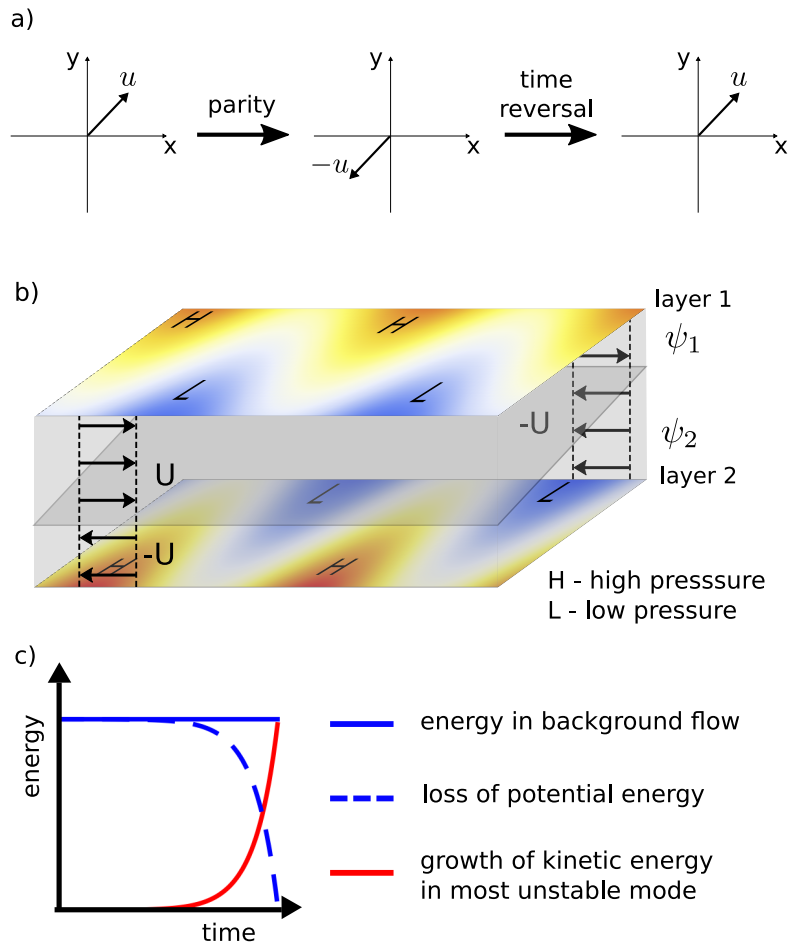 a)
y
u
x
parity
y
-u
x
time
reversal
y
u
x
b)
layer 1
H
H
ψ1
L
L
-U
ψ2
U
layer 2
L
L
-U
H
H
H - high presssure
L - low pressure
c)
energy
time
energy in background flow
loss of potential energy
growth of kinetic energy
in most unstable mode